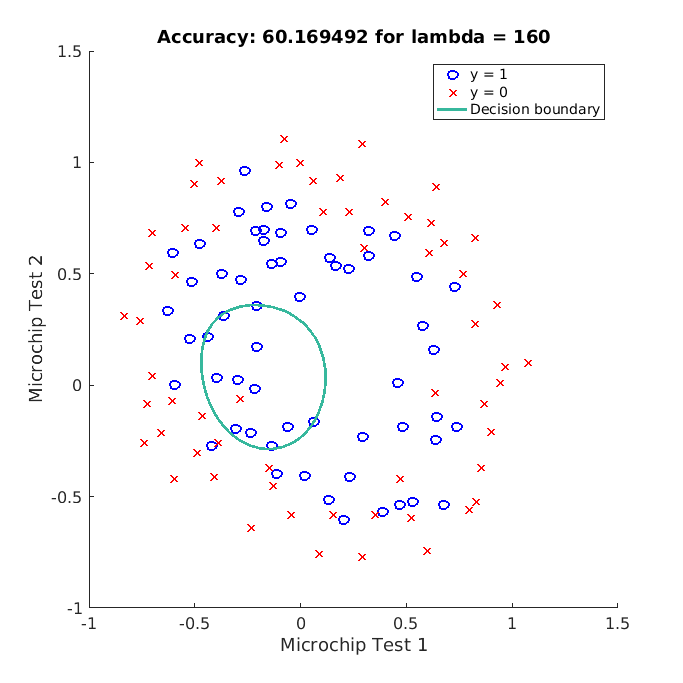 Accuracy: 60.169492 for lambda = 160
1.5
y = 1
y = 0
Decision boundary
1
0.5
Microchip Test 2
0
-0.5
-1
-1
-0.5
0
0.5
1
1.5
Microchip Test 1